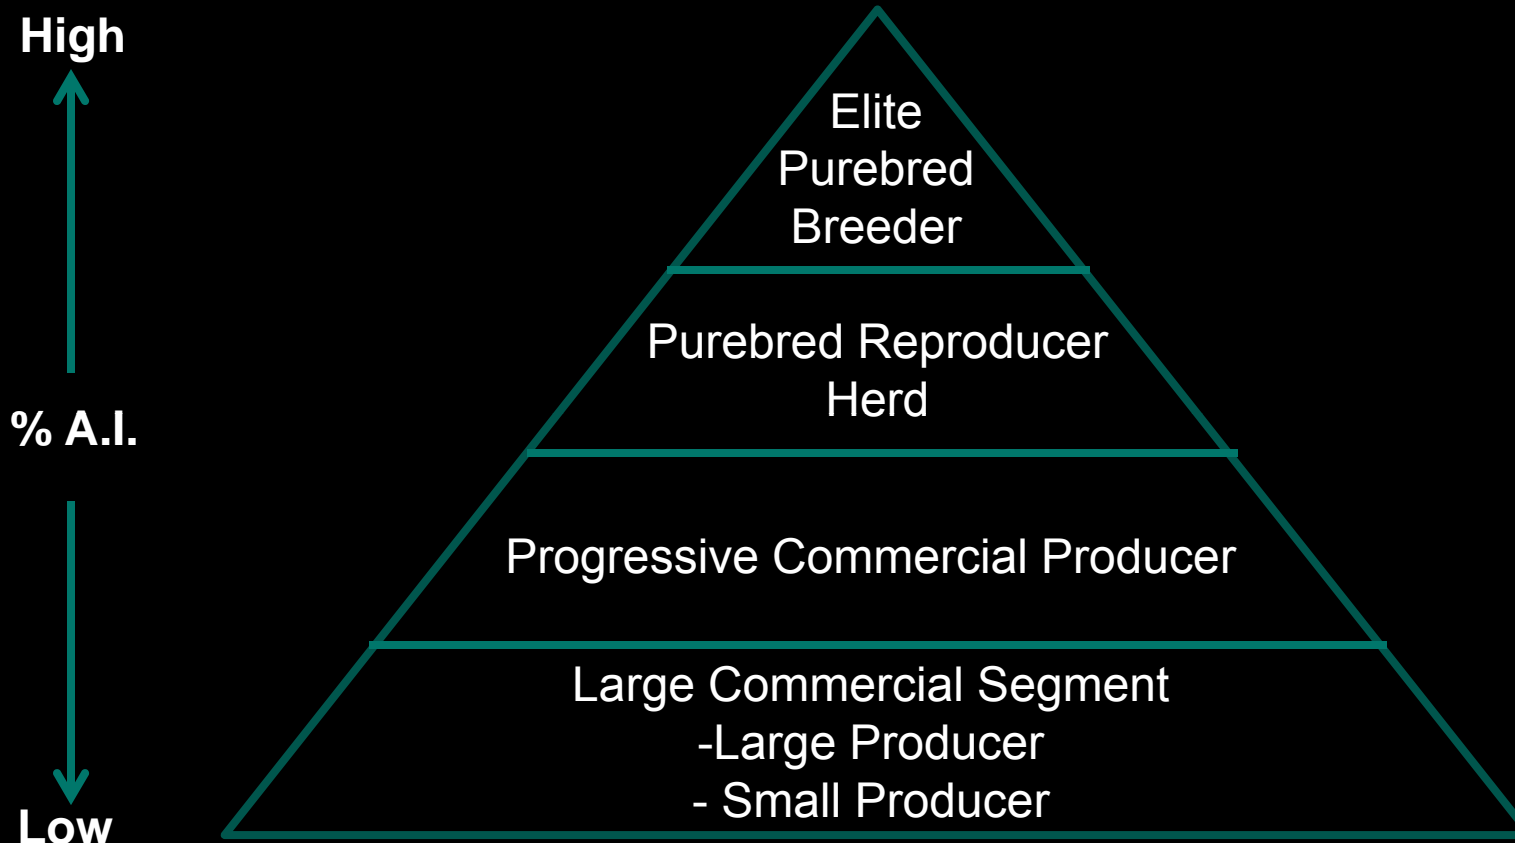 High
% A.I.
Low
Elite
Purebred
Breeder
Purebred Reproducer
Herd
Progressive Commercial Producer
Large Commercial Segment
-Large Producer
- Small Producer